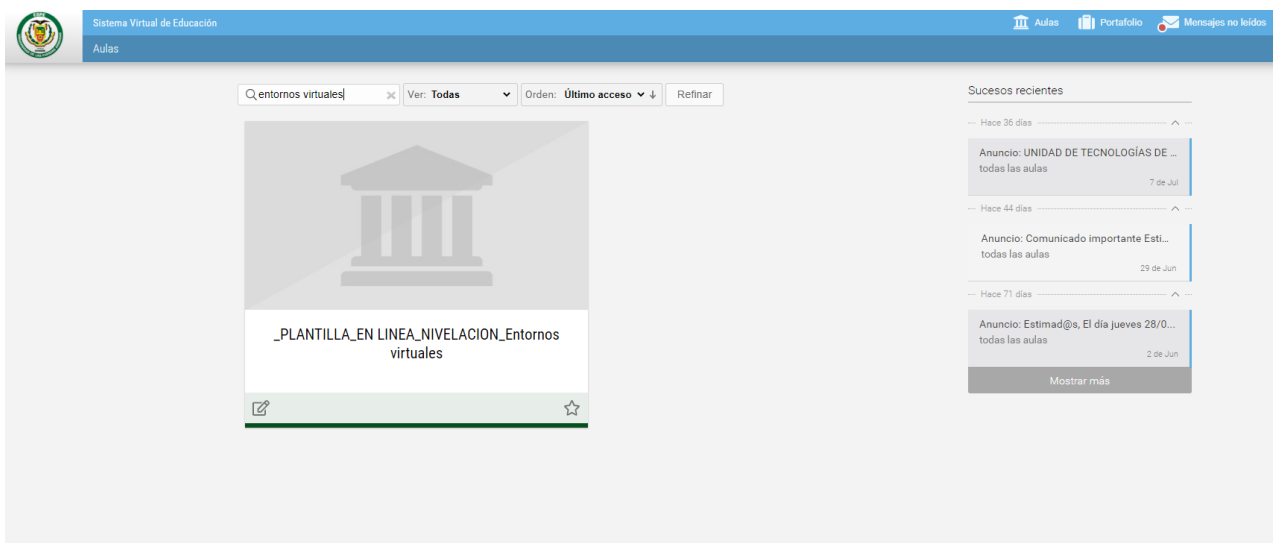 Sistema Virtual de Educación
Aulas
Portafolio
Mensajes no leídos
Aulas
entornos virtuales
Ver: Todas
Orden: Último acceso
Refinar
_PLANTILLA_EN LINEA_NIVELACION_Entornos
virtuales
Sucesos recientes
Hace 36 días
Anuncio: UNIDAD DE TECNOLOGÍAS DE ...
todas las aulas
7 de Jul
Hace 44 días
Anuncio: Comunicado importante Esti...
todas las aulas
29 de Jun
Hace 71 días
Anuncio: Estimad@s, El día jueves 28/0...
todas las aulas
2 de Jun
Mostrar más